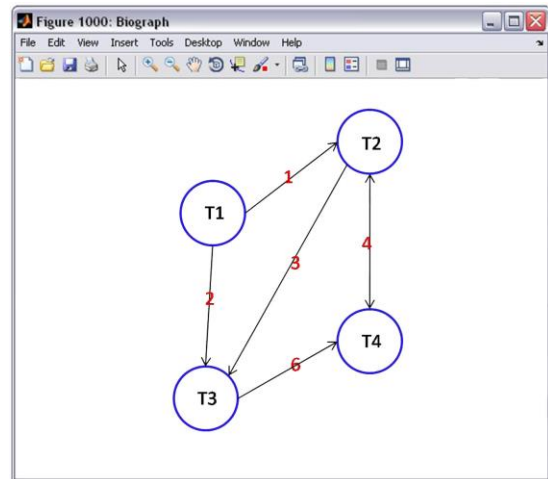 Figure 1000: Biograph
File Edit View Insert Tools Desktop Window Help
T2
1
T1
4
3
2
T4
6
T3